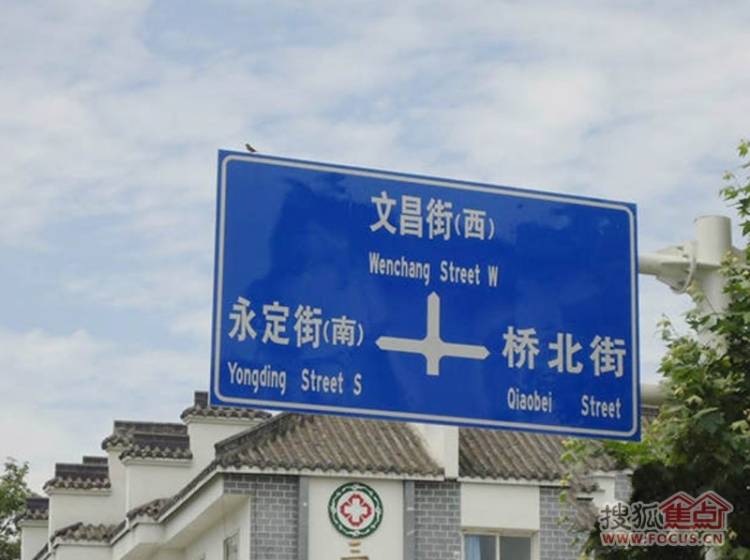 文昌街(西)
Wenchang Street W
永定街(南)
Yongding Street S
桥北街
Qiaobei Street
搜狐焦点
WWW.FOCUS.CN